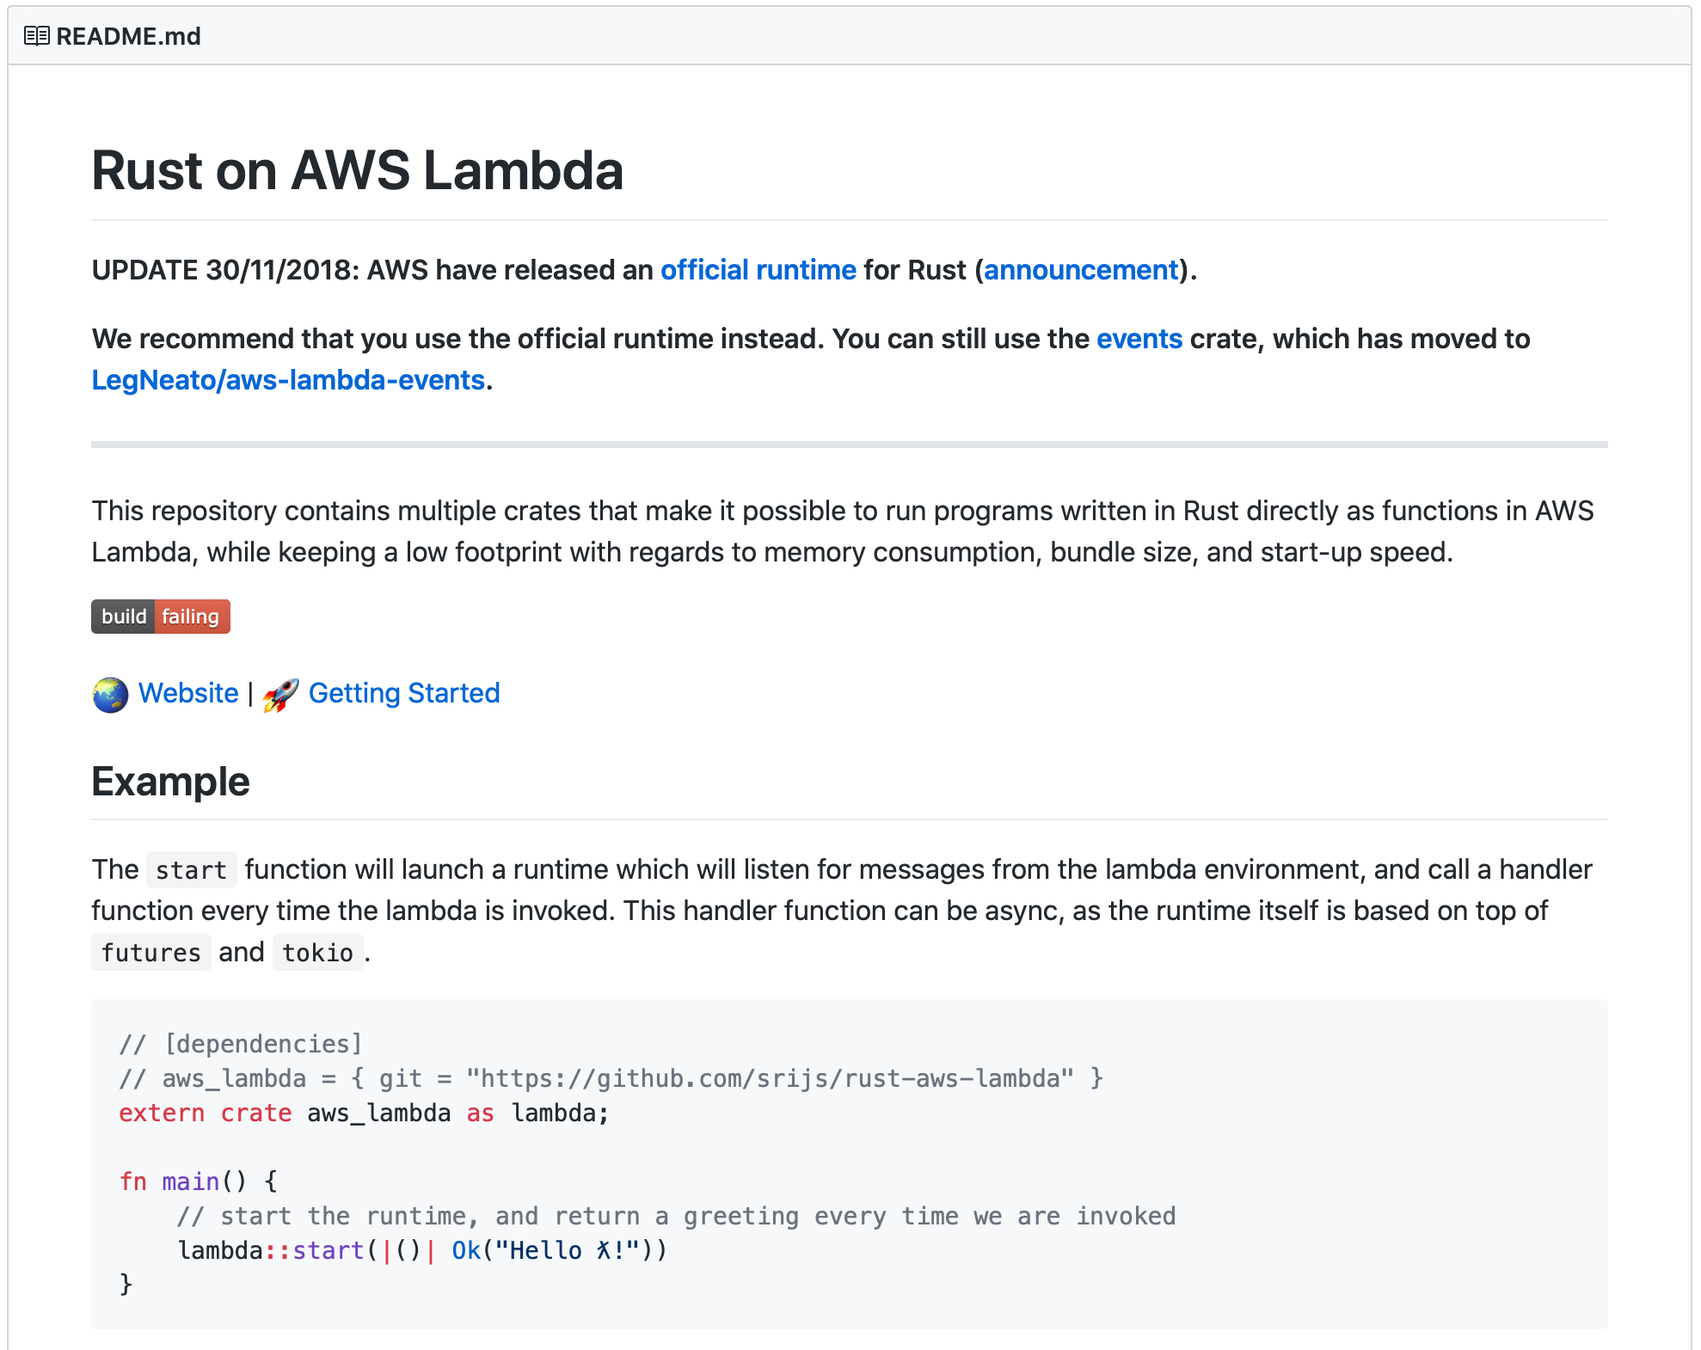 README.md
Rust on AWS Lambda
UPDATE 30/11/2018: AWS have released an official runtime for Rust (announcement).
We recommend that you use the official runtime instead. You can still use the events crate, which has moved to
LegNeato/aws-lambda-events.
This repository contains multiple crates that make it possible to run programs written in Rust directly as functions in AWS
Lambda, while keeping a low footprint with regards to memory consumption, bundle size, and start-up speed.
build failing
🌏 Website | 🚀 Getting Started
Example
The start function will launch a runtime which will listen for messages from the lambda environment, and call a handler
function every time the lambda is invoked. This handler function can be async, as the runtime itself is based on top of
futures and tokio.
// [dependencies]
// aws_lambda = { git = "https://github.com/srijs/rust-aws-lambda" }
extern crate aws_lambda as lambda;
fn main() {
    // start the runtime, and return a greeting every time we are invoked
    lambda::start(|()| Ok("Hello ƛ!"))
}